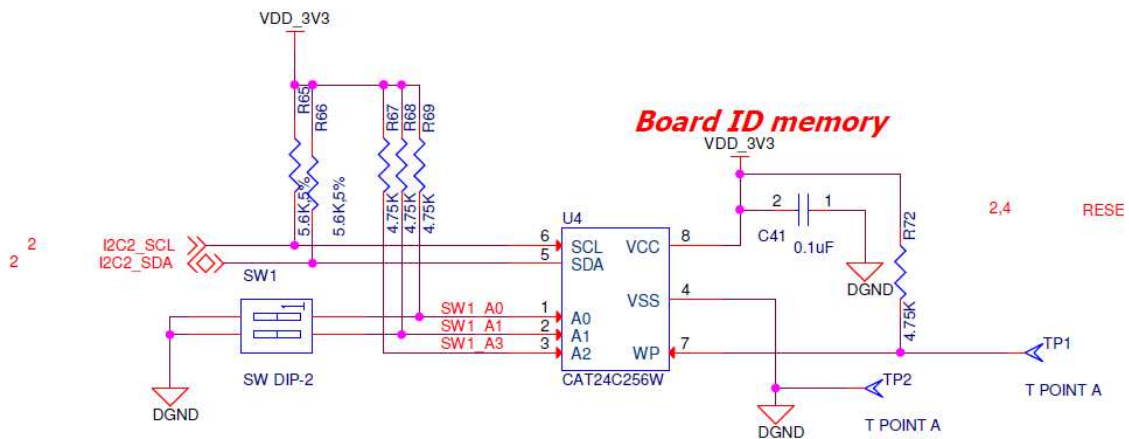 VDD_3V3
R65
R66
R67
R68
R69
5.6K,5%
5.6K,5%
4.75K
4.75K
4.75K
Board ID memory
VDD_3V3
2 1
C41
0.1uF
DGND
R72
4.75K
2,4 RESE
2 I2C2_SCL
2 I2C2_SDA
U4
6 SCL VCC 8
5 SDA
VSS 4
SW1
1
SW1_A0 1 A0
SW1_A1 2 A1
SW1_A3 3 A2 WP 7
SW DIP-2
CAT24C256W
DGND
TP1
T POINT A
TP2
T POINT A
DGND